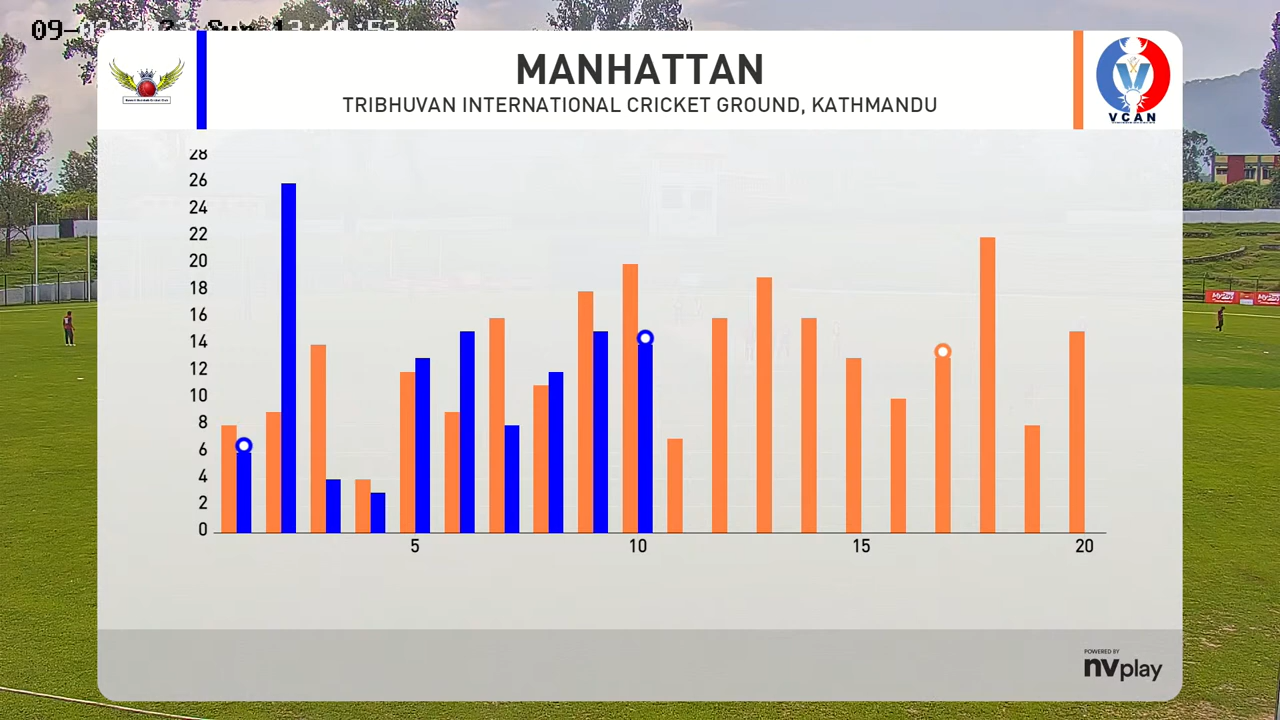 MANHATTAN
TRIBHUVAN INTERNATIONAL CRICKET GROUND, KATHMANDU
VCAN
28
26
24
22
20
18
16
14
12
10
8
6
4
2
0
5 10 15 20
POWERED BY
nvplay